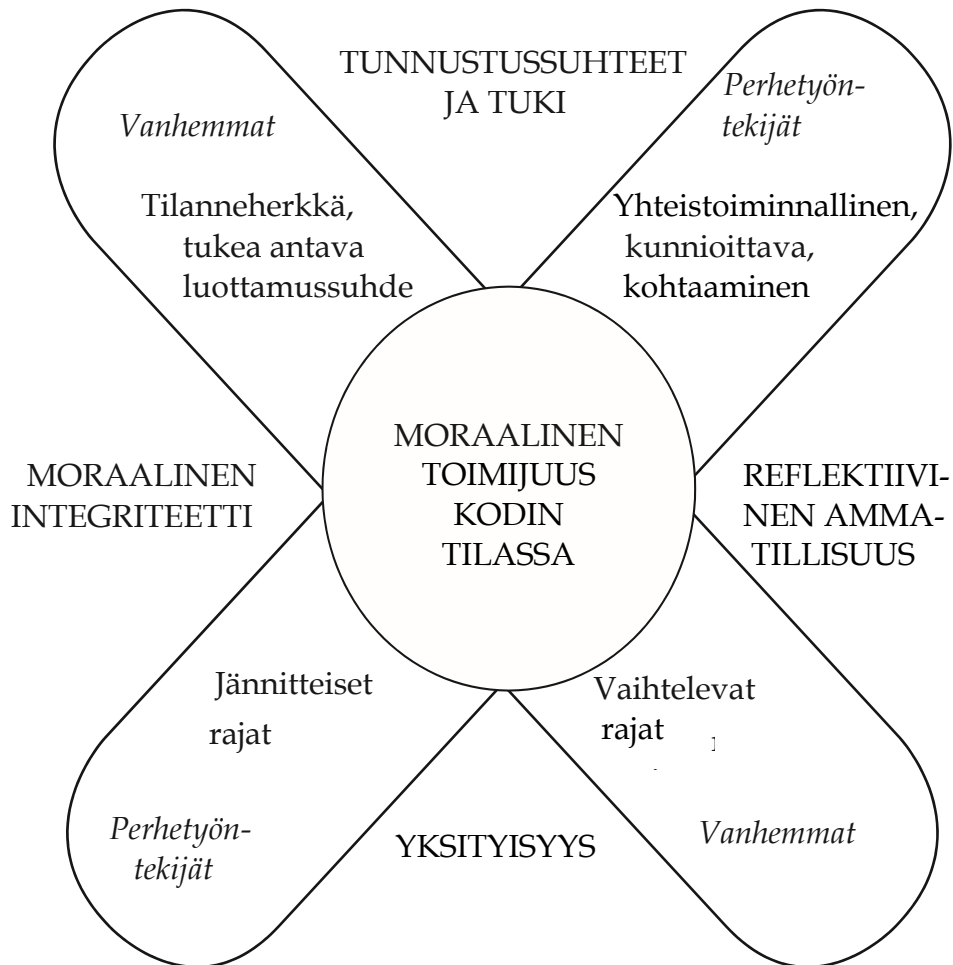 TUNNUSTUSSUHTEET
JA TUKI
Vanhemmat
Tilanneherkkä,
tukea antava
luottamussuhde
Perhetyön-
tekijät
Yhteistoiminnallinen,
kunnioittava,
kohtaaminen
MORAALINEN
INTEGRITEETTI
MORAALINEN
TOIMIJUUS
KODIN
TILASSA
REFLEKTIIVI-
NEN AMMA-
TILLISUUS
Jännitteiset
rajat
Perhetyön-
tekijät
YKSITYISYYS
Vaihtelevat
rajat
Vanhemmat